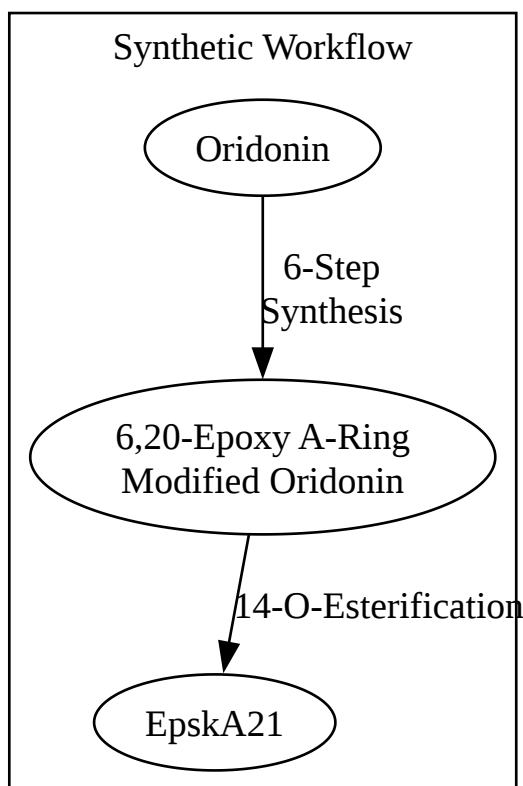 Synthetic Workflow
Oridonin
6-Step
Synthesis
6,20-Epoxy A-Ring
Modified Oridonin
14-O-Esterification
EpskA21